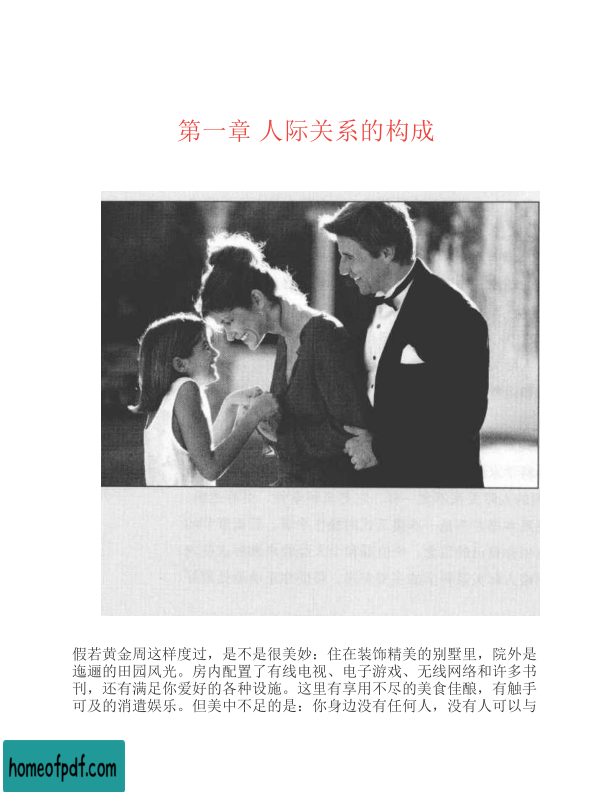 第一章 人际关系的构成
假若黄金周这样度过，是不是很美妙：住在装饰精美的别墅里，院外是
迤逦的田园风光。房内配置了有线电视、电子游戏、无线网络和许多书
刊，还有满足你爱好的各种设施。这里有享用不尽的美食佳酿，有触手
可及的消遣娱乐。但美中不足的是：你身边没有任何人，没有人可以与
homeofpdf.com